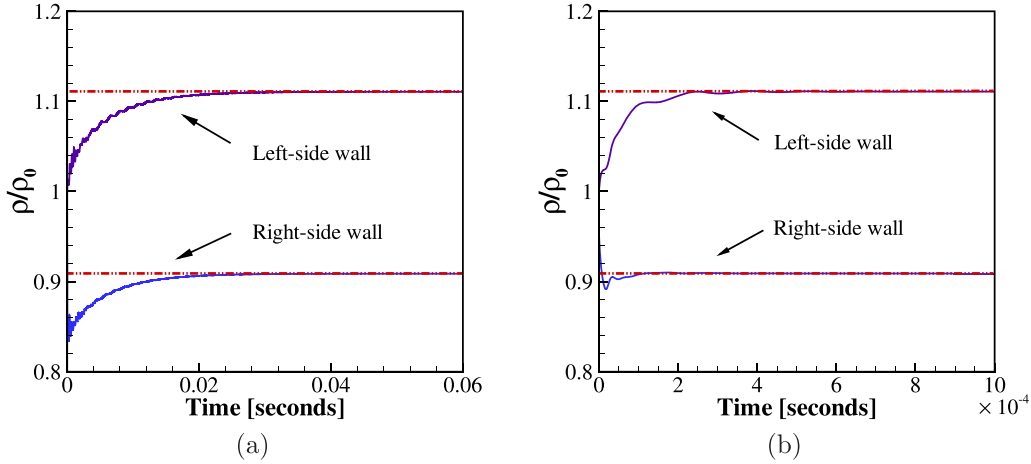 1.2
1.1
1
0.9
0.8
ρ/ρ0
Left-side wall
Right-side wall
0
0.02
0.04
0.06
Time [seconds]
(a)
1.2
1.1
1
0.9
0.8
ρ/ρ0
Left-side wall
Right-side wall
0
2
4
6
8
10
Time [seconds]
× 10-4
(b)